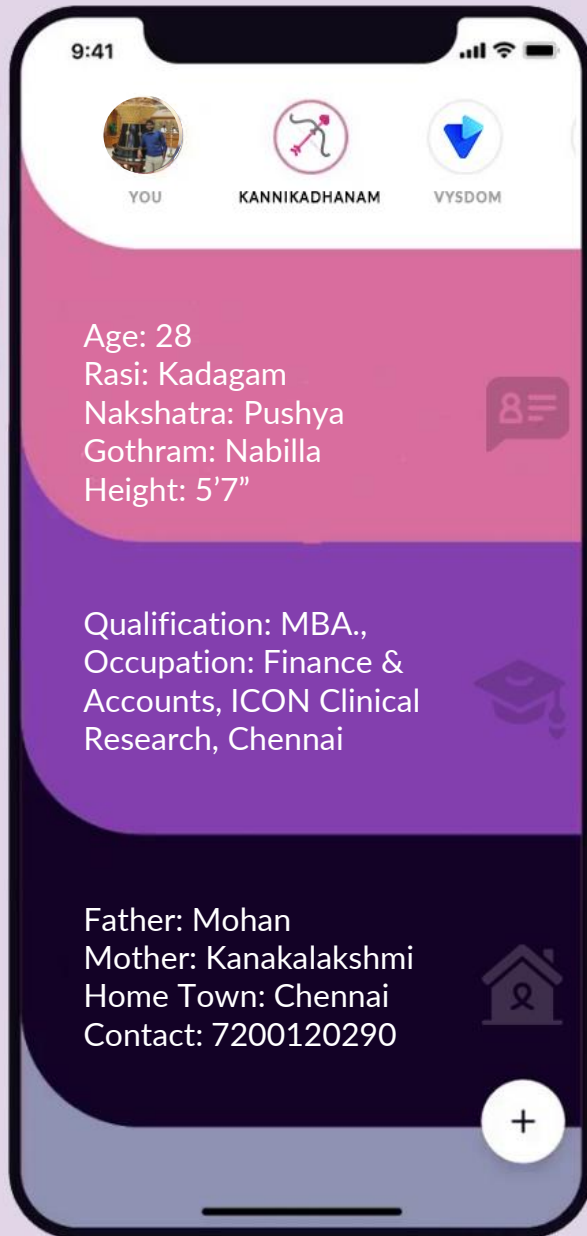 9:41
YOU
KANNIKADHANAM
VYSDOM
Age: 28
Rasi: Kadagam
Nakshatra: Pushya
Gothram: Nabilla
Height: 5’7”
Qualification: MBA.,
Occupation: Finance &
Accounts, ICON Clinical
Research, Chennai
Father: Mohan
Mother: Kanakalakshmi
Home Town: Chennai
Contact: 7200120290